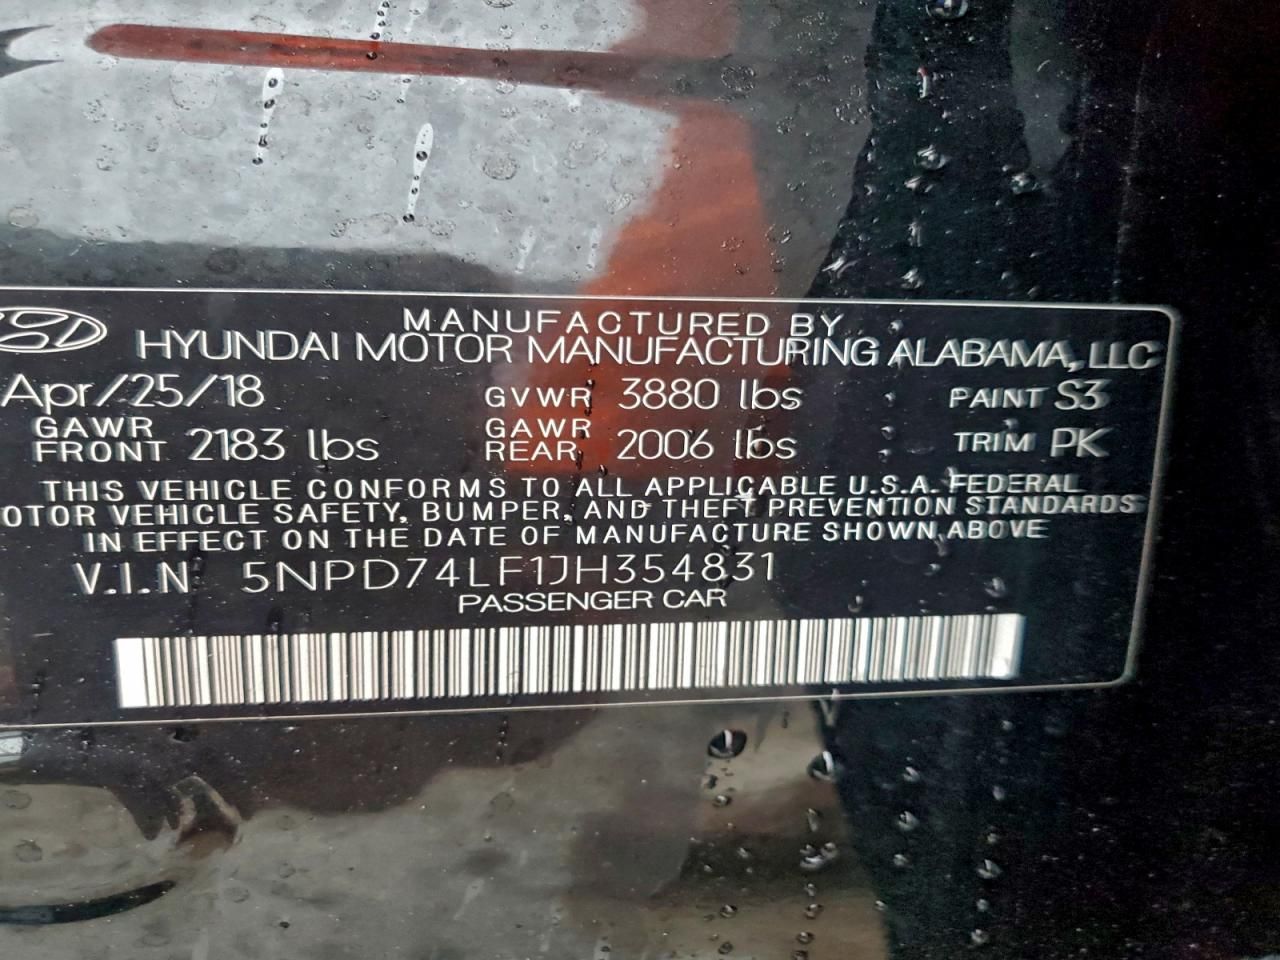 MANUFACTURED BY
HYUNDAI MOTOR MANUFACTURING ALABAMA, LLC
Apr/25/18 GVWR 3880 lbs PAINT S3
GAWR FRONT 2183 lbs GAWR REAR 2006 lbs TRIM PK
THIS VEHICLE CONFORMS TO ALL APPLICABLE U.S.A. FEDERAL
OTOR VEHICLE SAFETY, BUMPER, AND THEFT PREVENTION STANDARDS
IN EFFECT ON THE DATE OF MANUFACTURE SHOWN ABOVE
V.I.N 5NPD74LF1JH354831
PASSENGER CAR